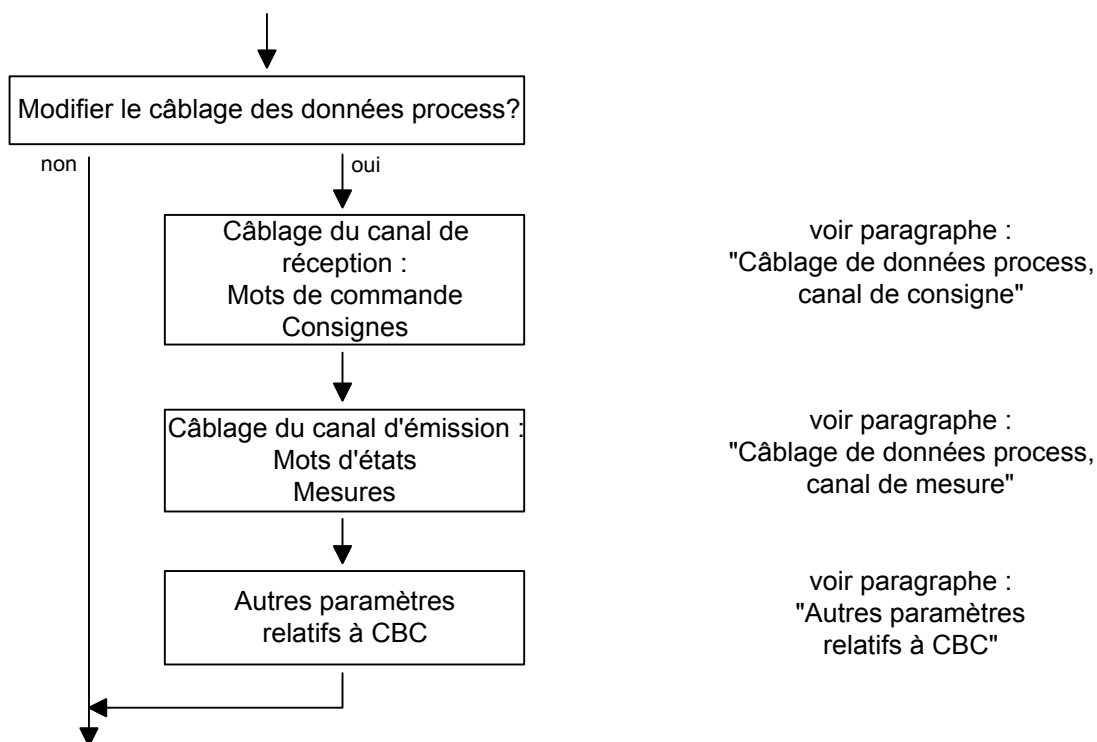 Modifier le câblage des données process?
non
oui
Câblage du canal de
réception :
Mots de commande
Consignes
voir paragraphe :
"Câblage de données process,
canal de consigne"
Câblage du canal d'émission :
Mots d'états
Mesures
voir paragraphe :
"Câblage de données process,
canal de mesure"
Autres paramètres
relatifs à CBC
voir paragraphe :
"Autres paramètres
relatifs à CBC"